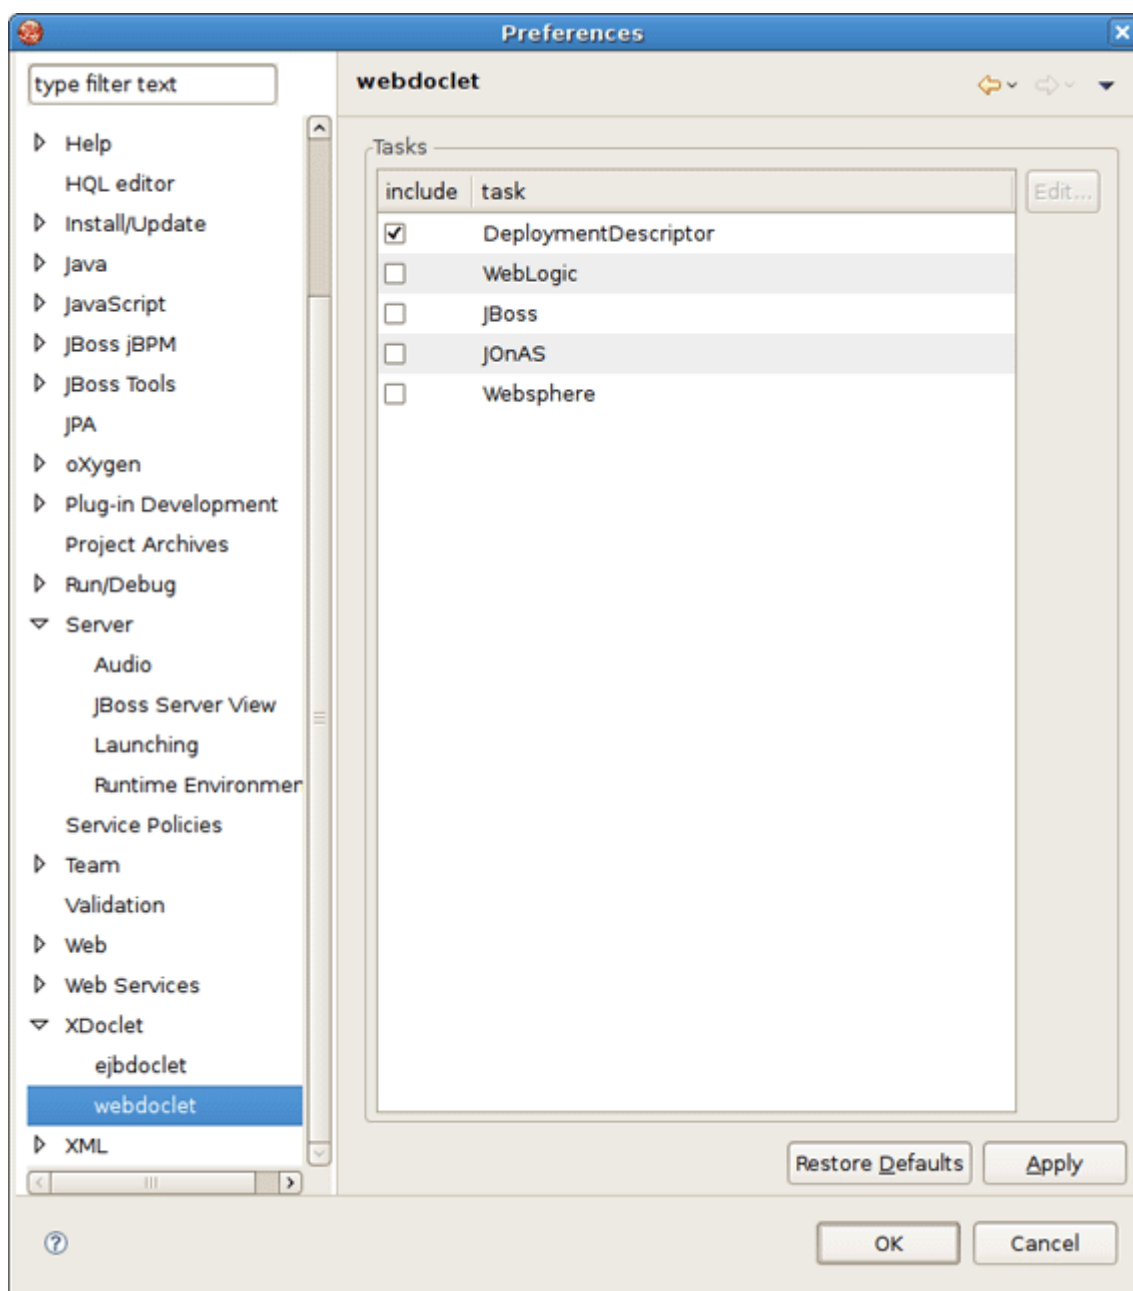 Preferences
type filter text
webdoclet
Help
HQL editor
Install/Update
Java
JavaScript
JBoss jBPM
JBoss Tools
JPA
oXygen
Plug-in Development
Project Archives
Run/Debug
Server
Audio
JBoss Server View
Launching
Runtime Environmen
Service Policies
Team
Validation
Web
Web Services
XDoclet
ejbdoclet
webdoclet
XML
Tasks
include task
Edit...
DeploymentDescriptor
WebLogic
JBoss
JOnAS
Websphere
Restore Defaults
Apply
OK
Cancel